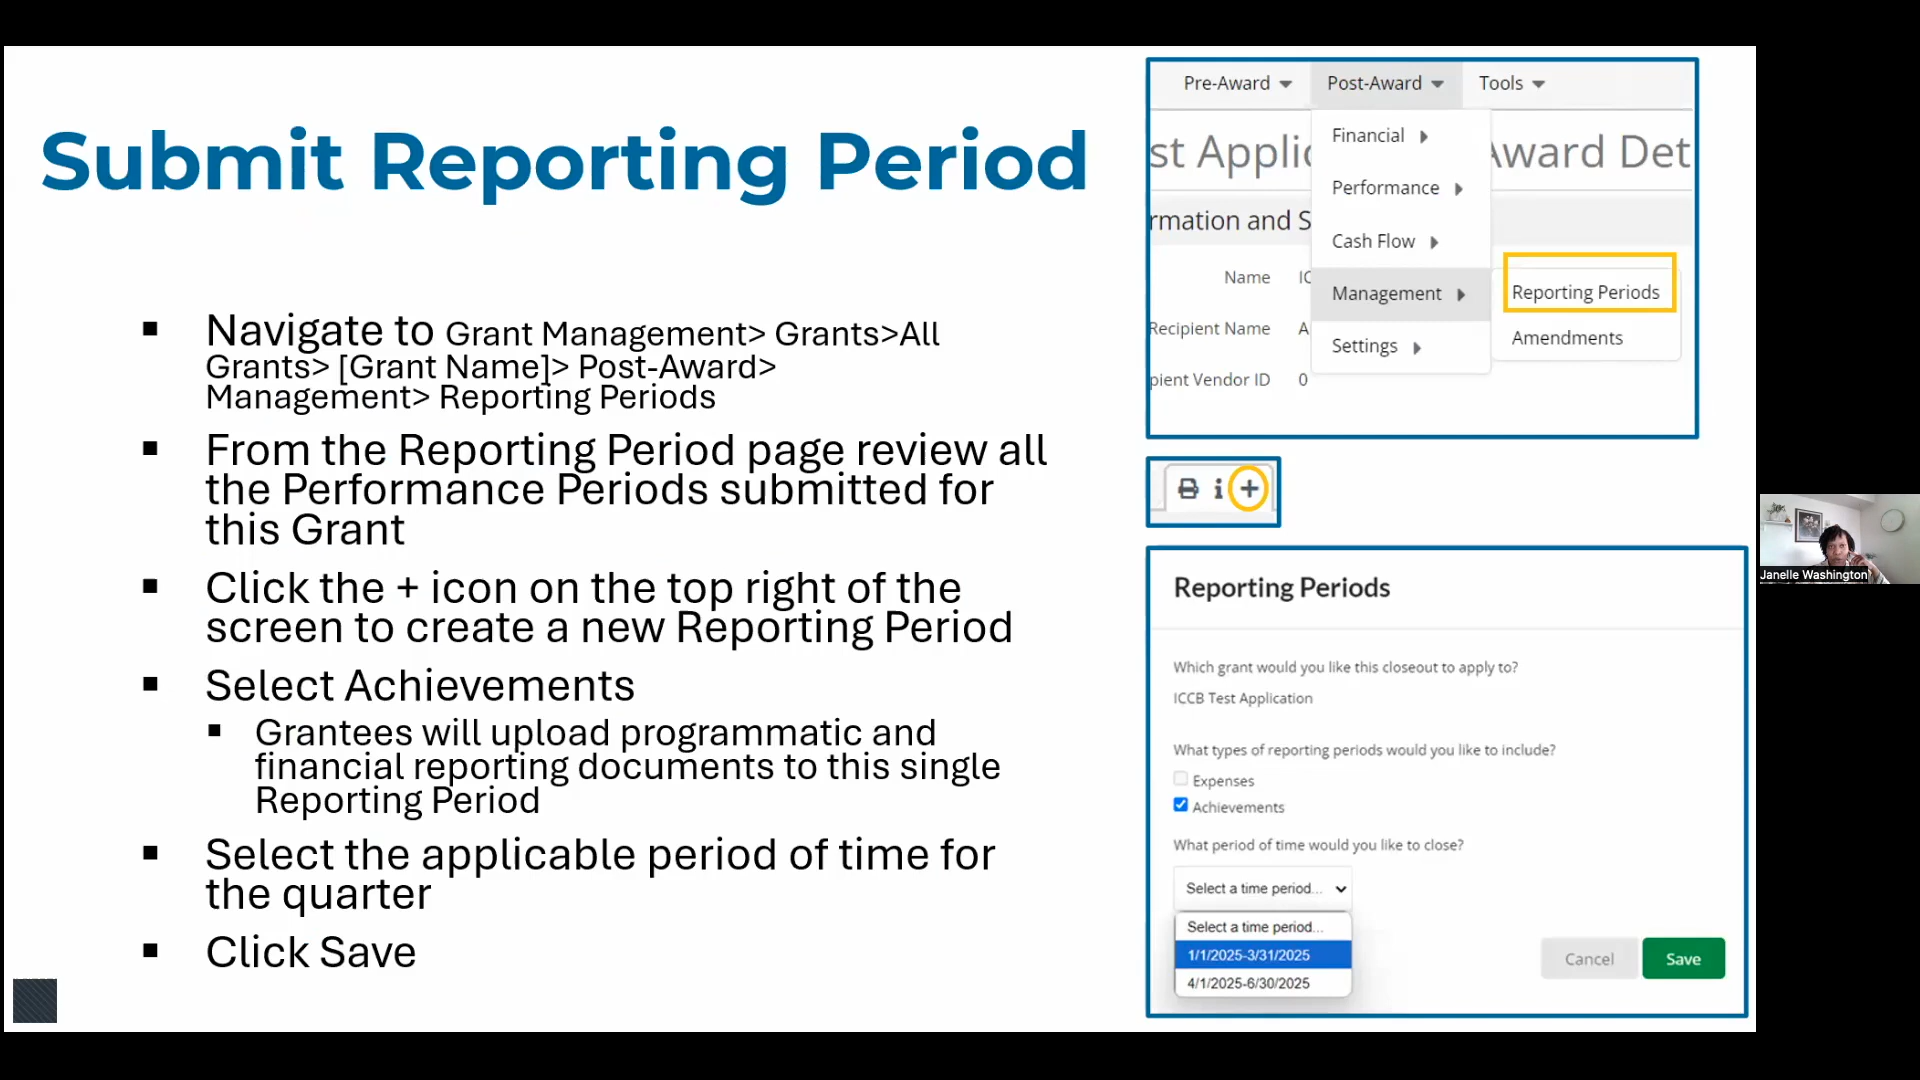 Submit Reporting Period
Navigate to Grant Management> Grants>All
Grants> [Grant Name]> Post-Award>
Management> Reporting Periods
From the Reporting Period page review all
the Performance Periods submitted for
this Grant
Click the + icon on the top right of the
screen to create a new Reporting Period
Select Achievements
Grantees will upload programmatic and
financial reporting documents to this single
Reporting Period
Select the applicable period of time for
the quarter
Click Save
Pre-Award Post-Award Tools
Financial
st Applic Award Det
Performance
rmation and S
Cash Flow
Name IC
Management
Reporting Periods
Recipient Name A
Settings
Amendments
pient Vendor ID 0
Reporting Periods
Which grant would you like this closeout to apply to?
ICCB Test Application
What types of reporting periods would you like to include?
Expenses
Achievements
What period of time would you like to close?
Select a time period...
Select a time period...
1/1/2025-3/31/2025
4/1/2025-6/30/2025
Cancel Save
Janelle Washington